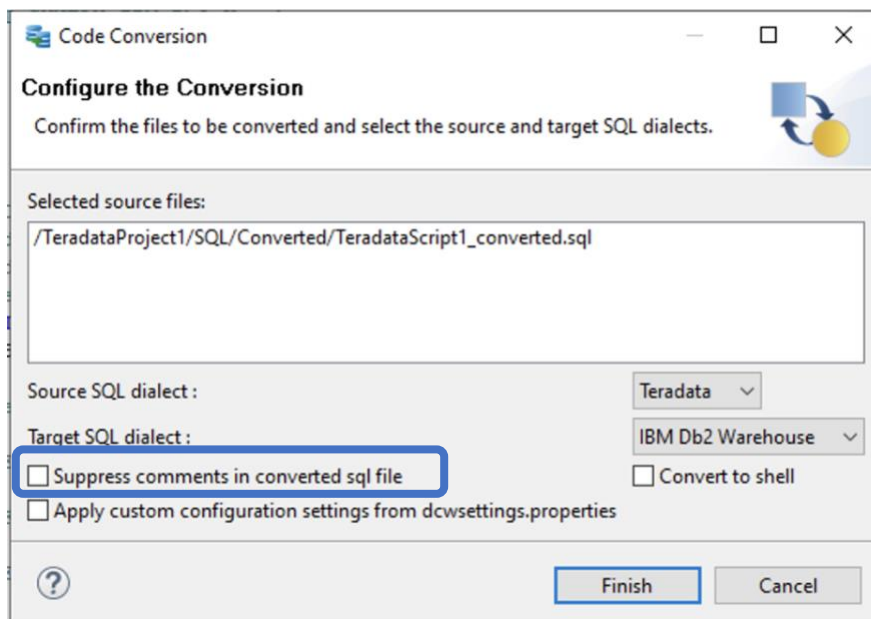 Code Conversion
Configure the Conversion
Confirm the files to be converted and select the source and target SQL dialects.
Selected source files:
/TeradataProject1/SQL/Converted/TeradataScript1_converted.sql
Source SQL dialect : Teradata
Target SQL dialect : IBM Db2 Warehouse
Suppress comments in converted sql file Convert to shell
Apply custom configuration settings from dcwsettings.properties
? Finish Cancel